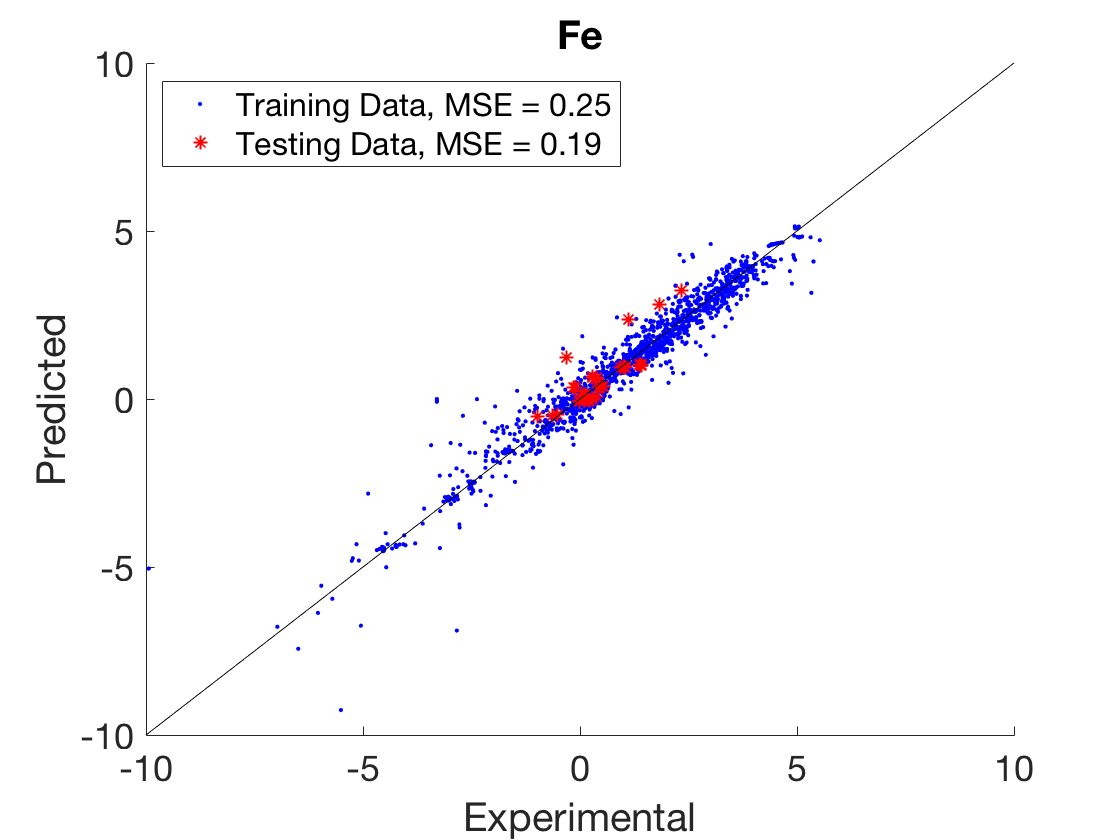 Fe
10
Training Data, MSE = 0.25
Testing Data, MSE = 0.19
5
0
-5
-10
Predicted
-10 -5 0 5 10
Experimental